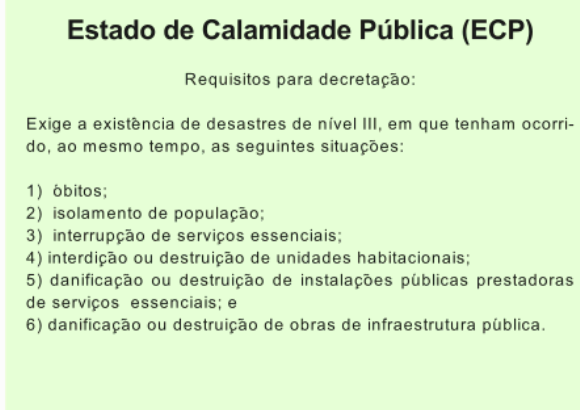 Estado de Calamidade Pública (ECP)
Requisitos para decretação:
Exige a existência de desastres de nível III, em que tenham ocorri-
do, ao mesmo tempo, as seguintes situações:
1) óbitos;
2) isolamento de população;
3) interrupção de serviços essenciais;
4) interdição ou destruição de unidades habitacionais;
5) danificação ou destruição de instalações públicas prestadoras
de serviços essenciais; e
6) danificação ou destruição de obras de infraestrutura pública.